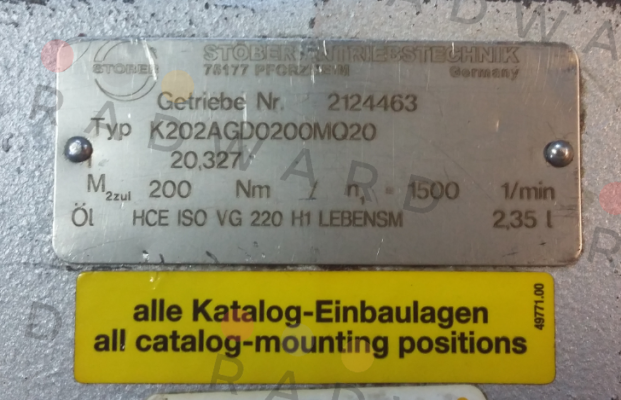 STÖBER ANTRIEBSTECHNIK
STÖBER 75177 PFORZHEIM Germany
Getriebe Nr. 2124463
Typ K202AGD0200MQ20
i 20,327
M2zul 200 Nm / n1 = 1500 1/min
Öl HCE ISO VG 220 H1 LEBENSM 2,35 l
alle Katalog-Einbaulagen
all catalog-mounting positions
49771.00
RADWARD